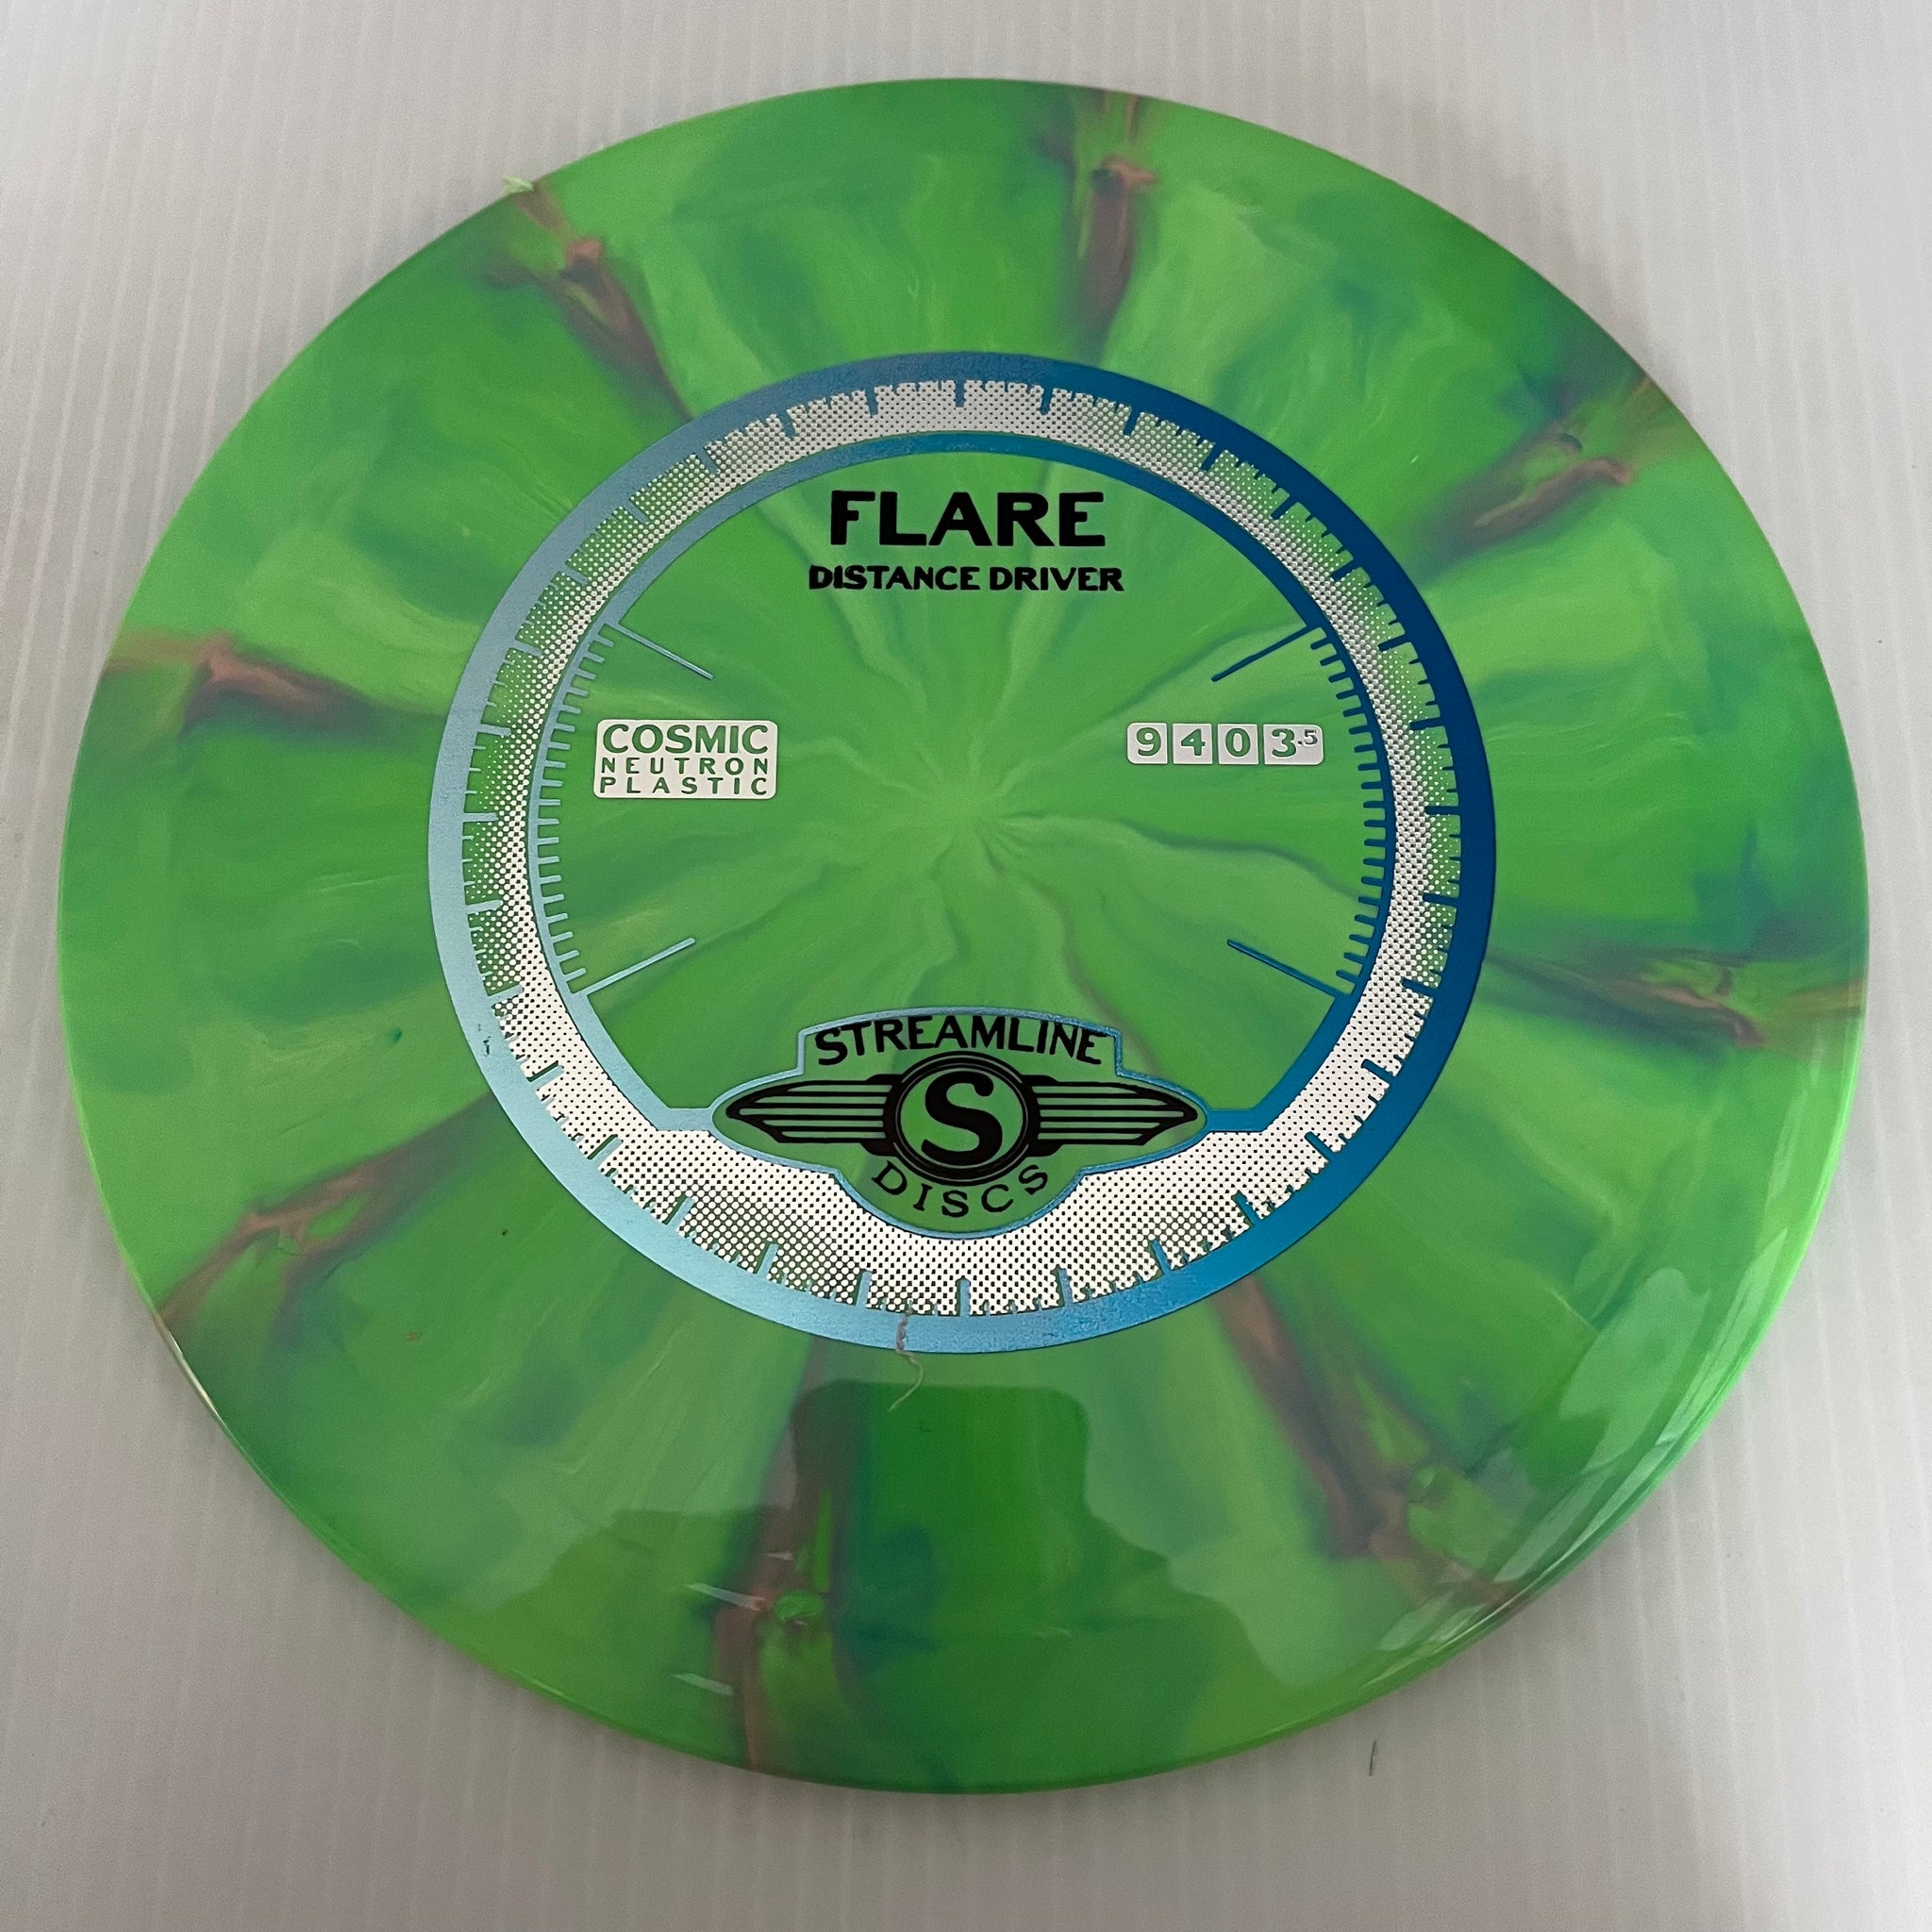 FLARE
DISTANCE DRIVER
COSMIC
NEUTRON
PLASTIC
9 4 0 3.5
STREAMLINE
S
DISCS